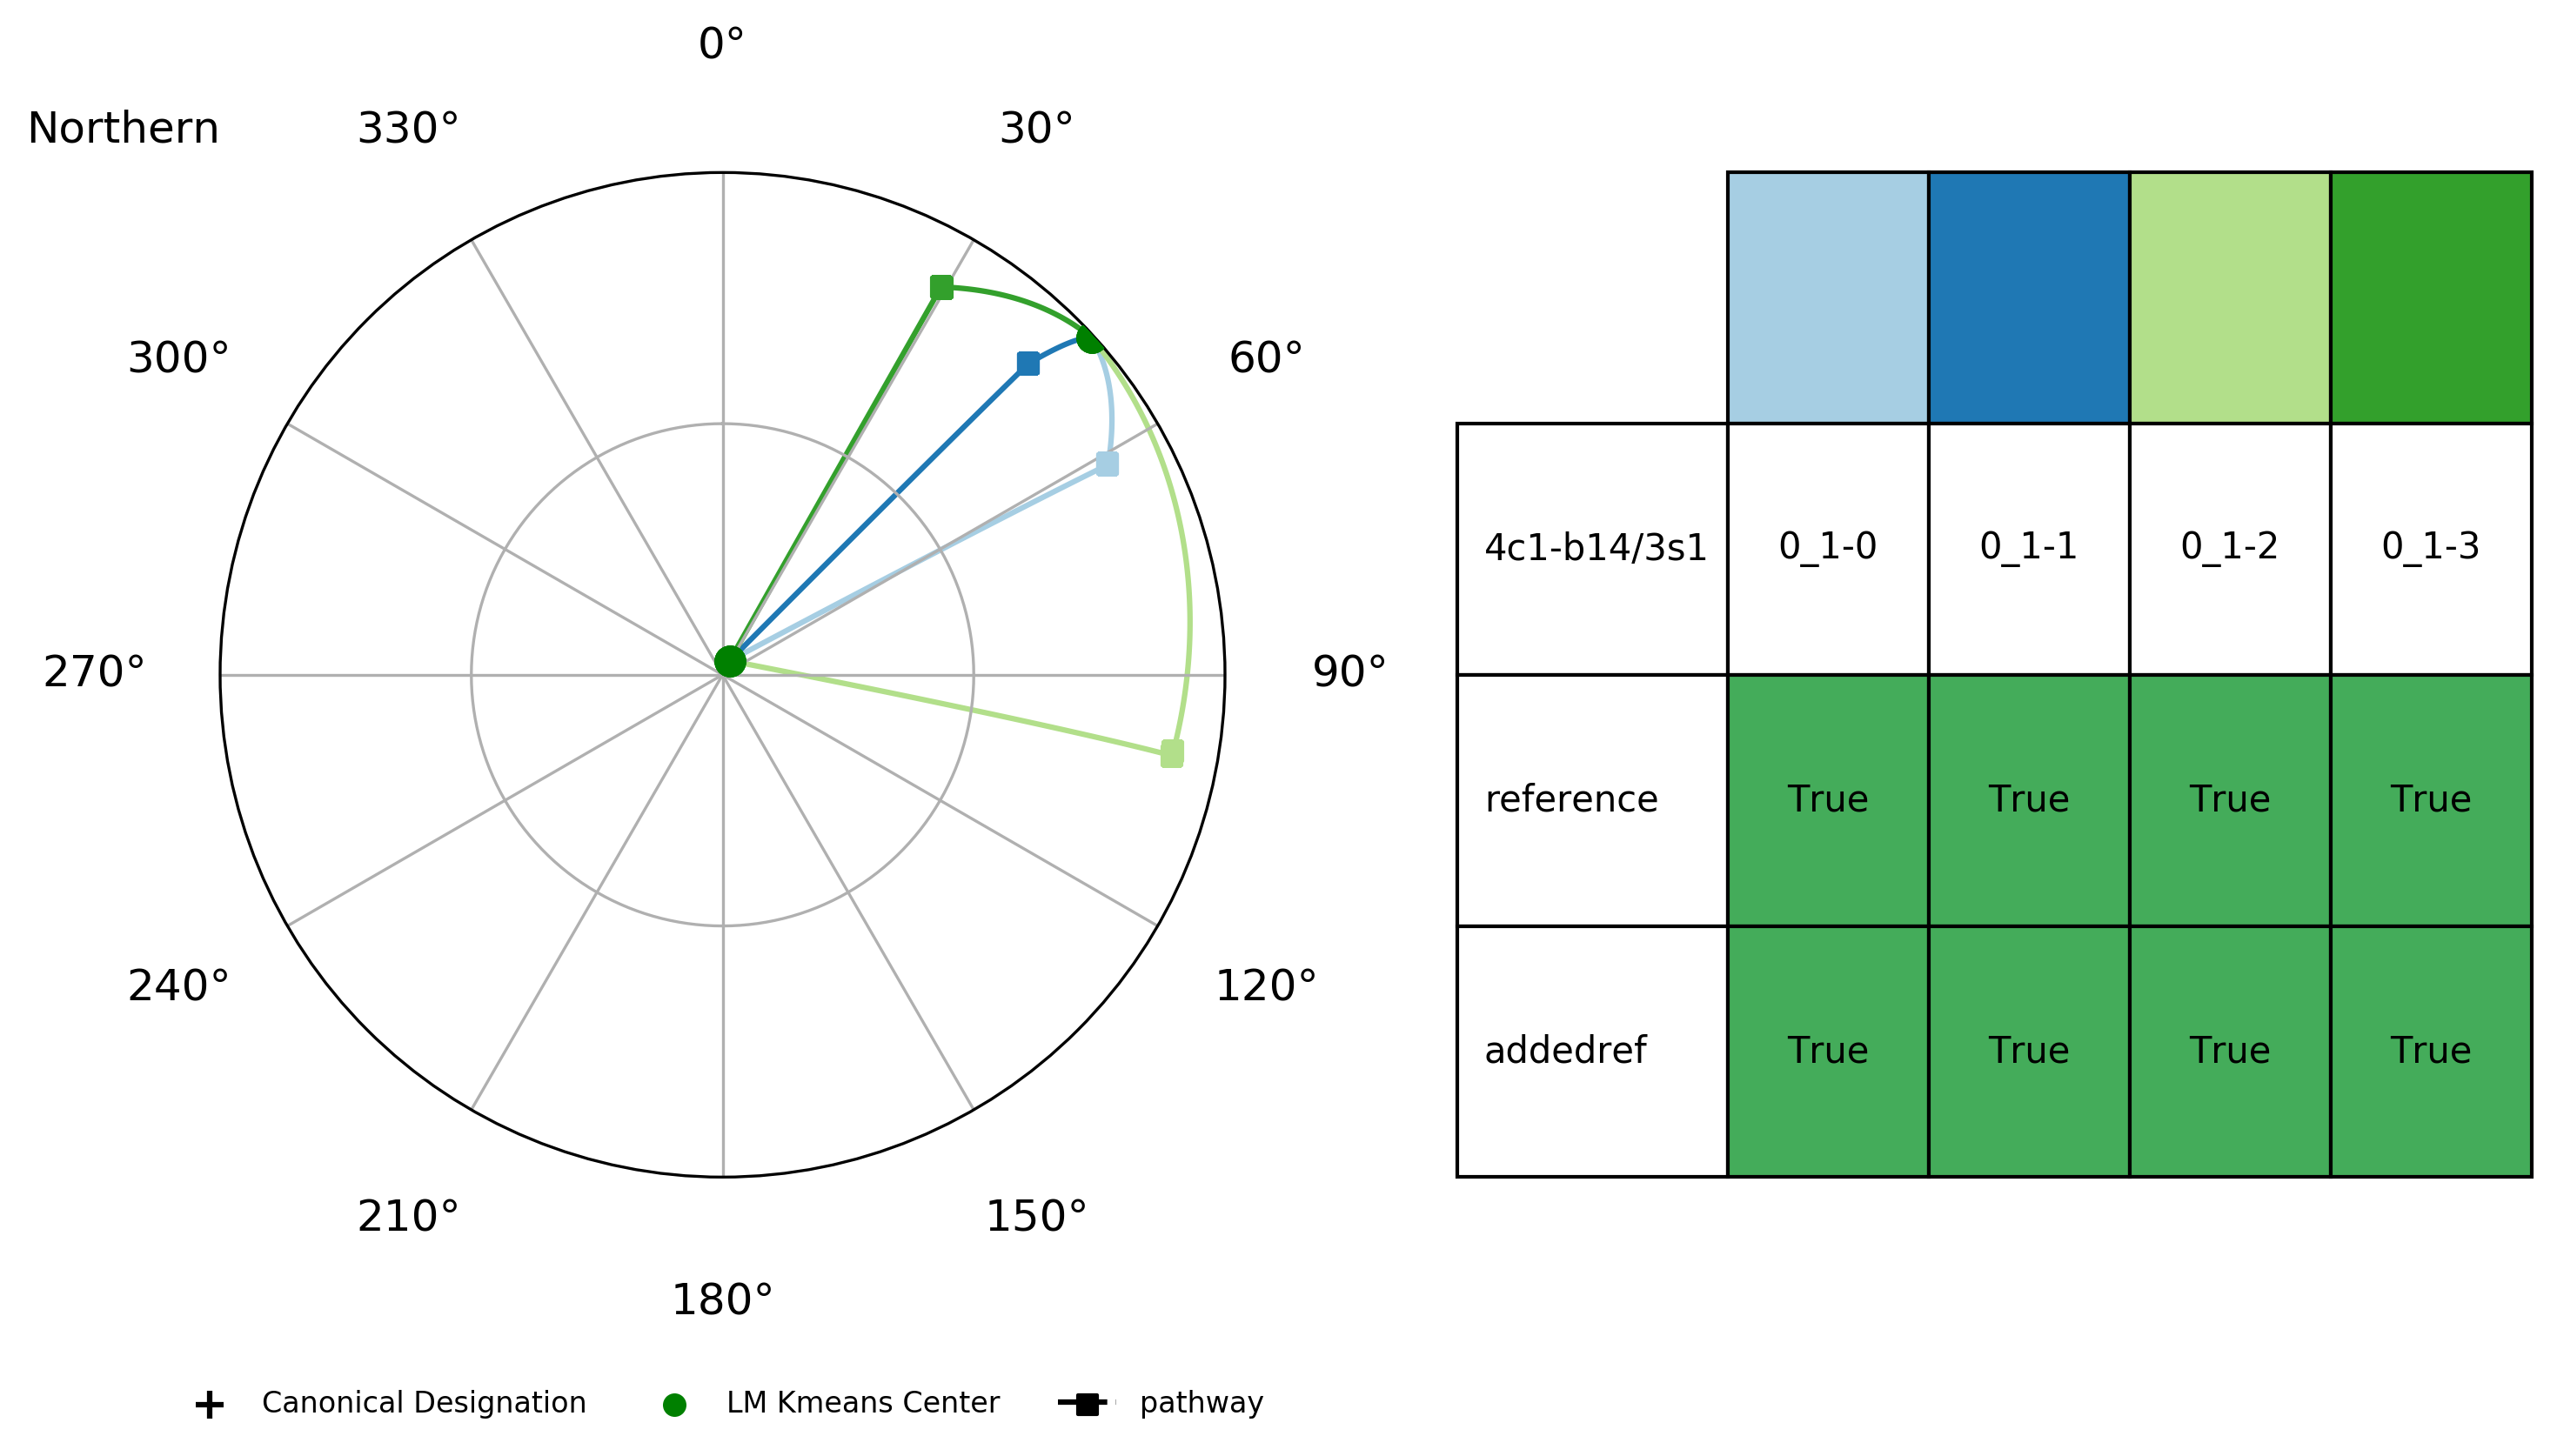 0°
Northern
330°
30°
300°
60°
270°
90°
240°
120°
210°
150°
180°
4c1-b14/3s1 0_1-0 0_1-1 0_1-2 0_1-3
reference True True True True
addedref True True True True
Canonical Designation LM Kmeans Center pathway